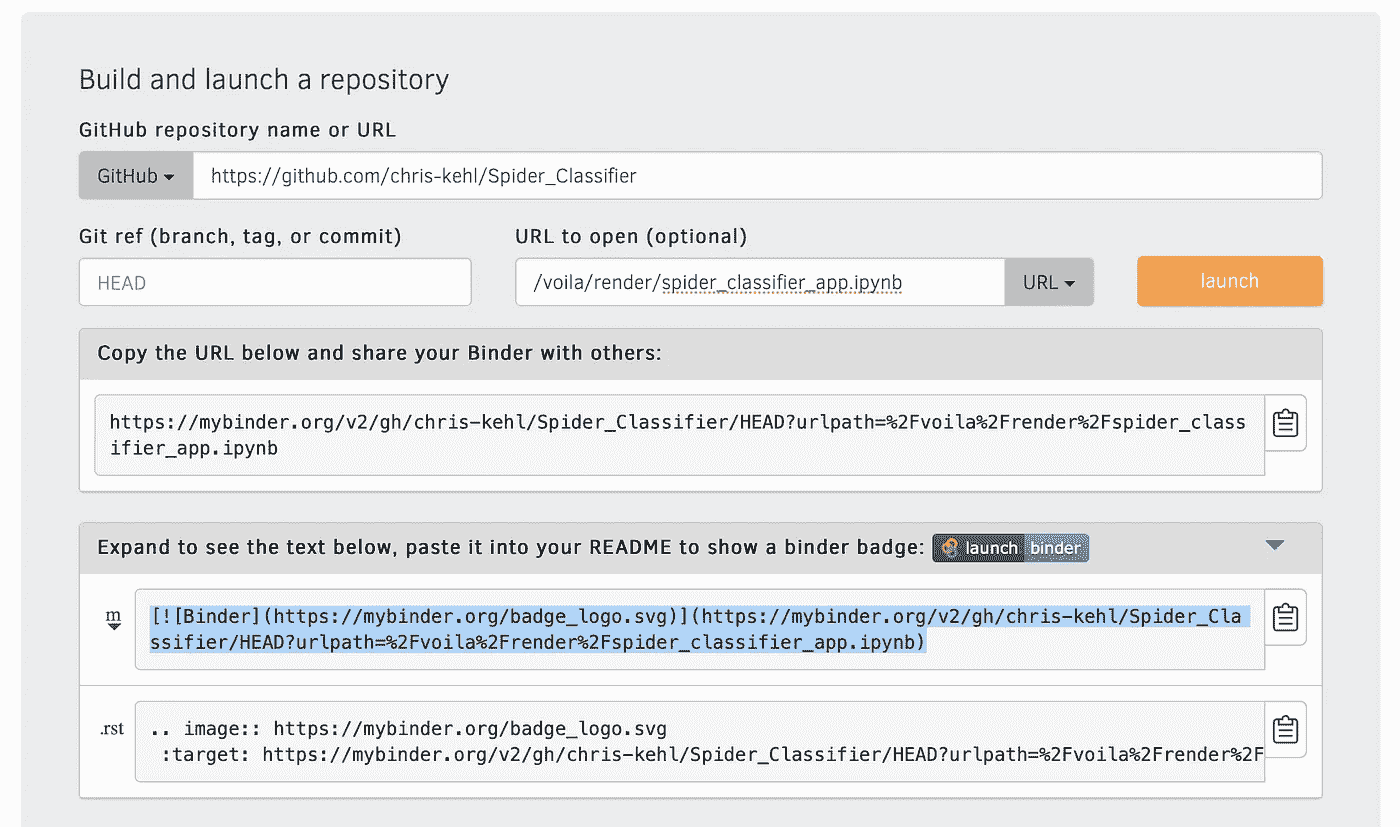 Build and launch a repository
GitHub repository name or URL
GitHub
https://github.com/chris-kehl/Spider_Classifier
Git ref (branch, tag, or commit)
URL to open (optional)
HEAD
/voila/render/spider_classifier_app.ipynb
URL
launch
Copy the URL below and share your Binder with others:
https://mybinder.org/v2/gh/chris-kehl/Spider_Classifier/HEAD?urlpath=%2Fvoila%2Frender%2Fspider_class
ifier_app.ipynb
Expand to see the text below, paste it into your README to show a binder badge:
launch binder
m
[![Binder](https://mybinder.org/badge_logo.svg)](https://mybinder.org/v2/gh/chris-kehl/Spider_Cla
ssifier/HEAD?urlpath=%2Fvoila%2Frender%2Fspider_classifier_app.ipynb)
.rst
.. image:: https://mybinder.org/badge_logo.svg
:target: https://mybinder.org/v2/gh/chris-kehl/Spider_Classifier/HEAD?urlpath=%2Fvoila%2Frender%2F